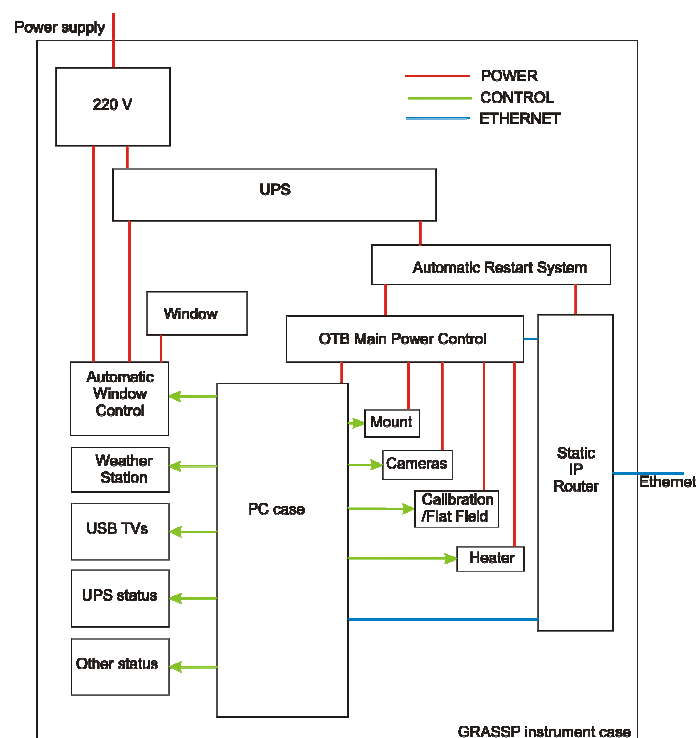 Power supply
220 V
POWER
CONTROL
ETHERNET
UPS
Automatic Restart System
Window
OTB Main Power Control
Automatic
Window
Control
Mount
Weather
Station
Cameras
Static
IP
Router
Ethernet
PC case
Calibration
/Flat Field
USB TVs
Heater
UPS status
Other status
GRASSP instrument case